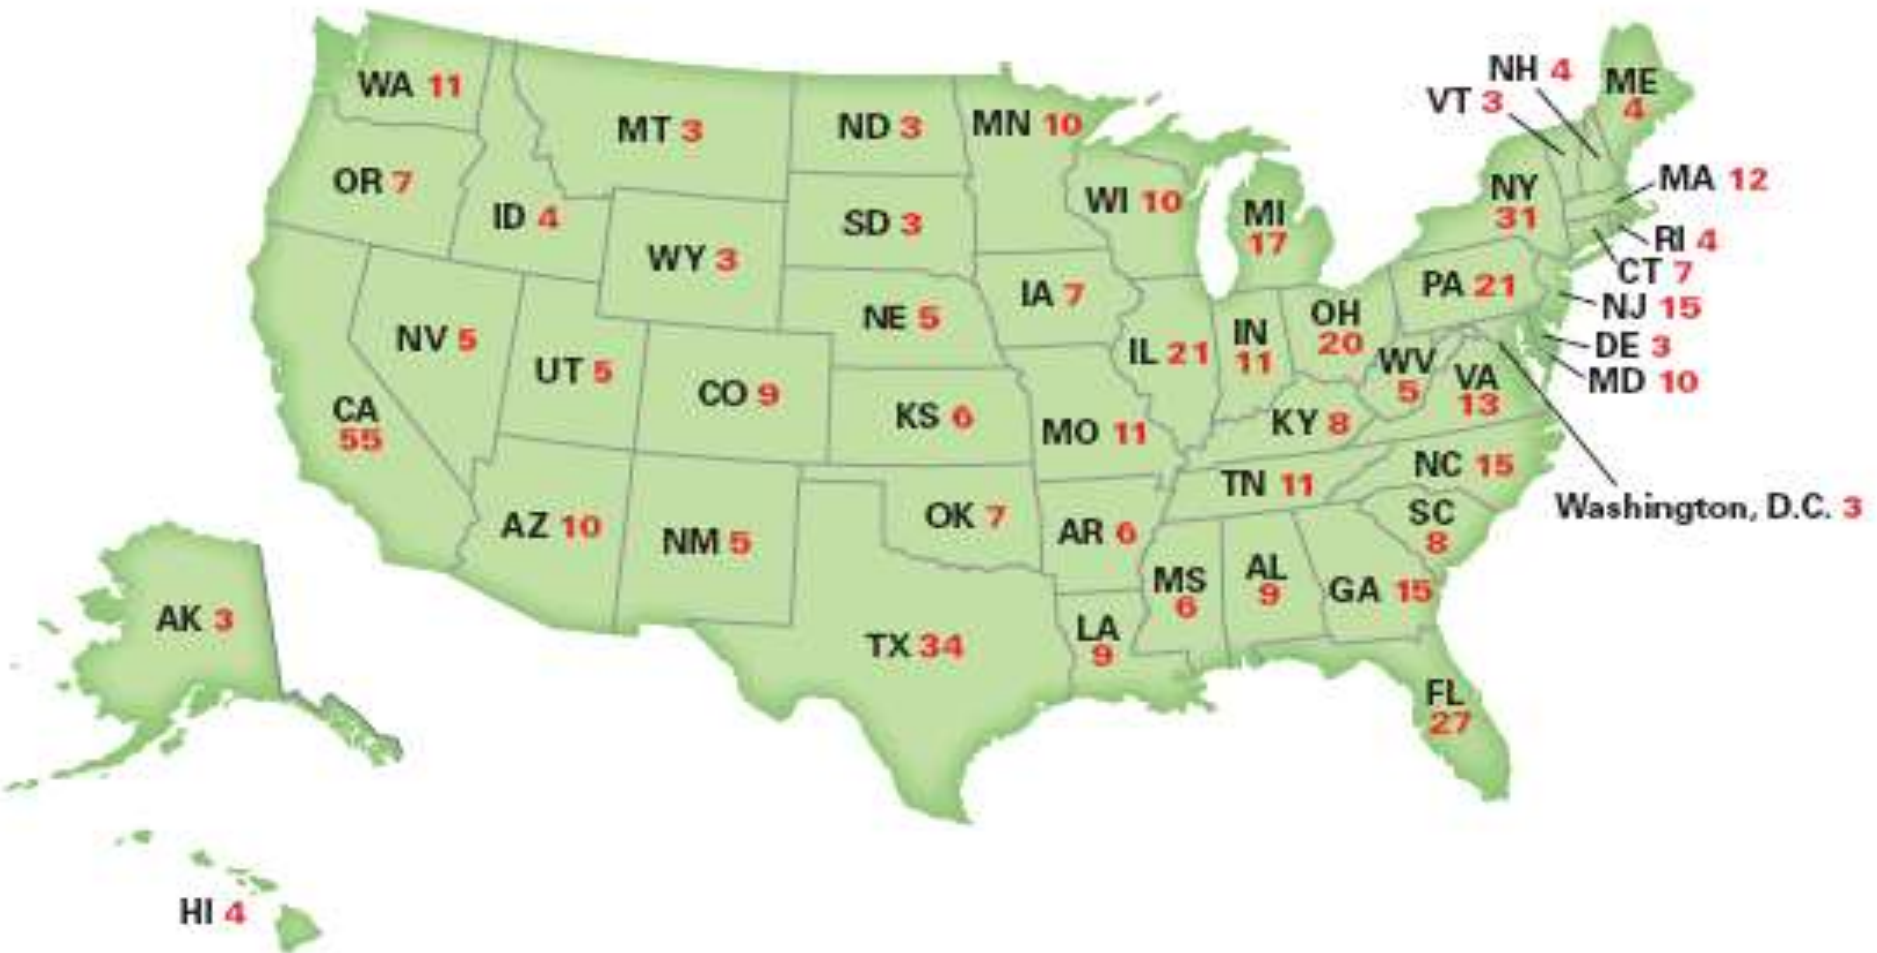 NH 4
VT 3
ME
4
WA 11
MT 3
ND 3
MN 10
OR 7
ID 4
WY 3
SD 3
WI 10
MI
17
NY
31
MA 12
RI 4
CT 7
NJ 15
DE 3
MD 10
PA 21
IA 7
NE 5
NV 5
UT 5
CO 9
CA
55
KS 6
MO 11
IL 21
IN
11
OH
20
WV
5
VA
13
KY 8
NC 15
TN 11
Washington, D.C. 3
SC
8
AZ 10
NM 5
OK 7
AR 6
MS
6
AL
9
GA 15
AK 3
TX 34
LA
9
FL
27
HI 4